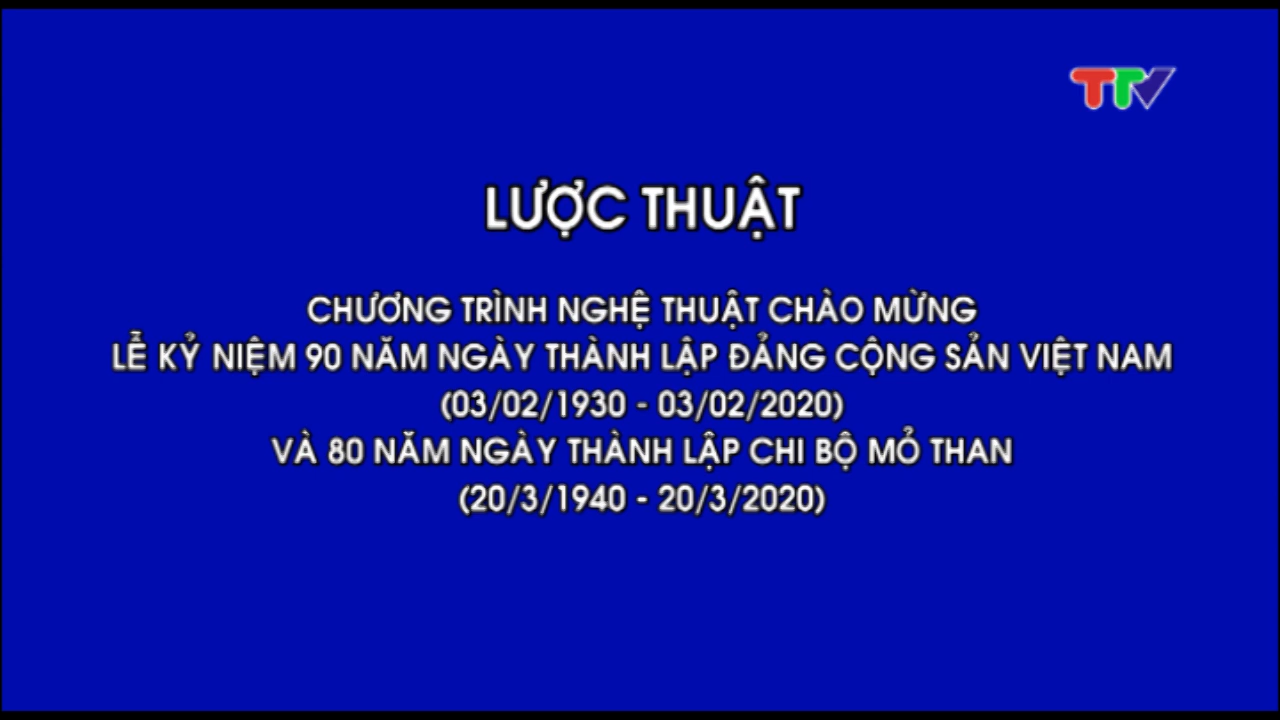 TTV
LƯỢC THUẬT
CHƯƠNG TRÌNH NGHỆ THUẬT CHÀO MỪNG
LỄ KỶ NIỆM 90 NĂM NGÀY THÀNH LẬP ĐẢNG CỘNG SẢN VIỆT NAM
(03/02/1930 - 03/02/2020)
VÀ 80 NĂM NGÀY THÀNH LẬP CHI BỘ MỎ THAN
(20/3/1940 - 20/3/2020)